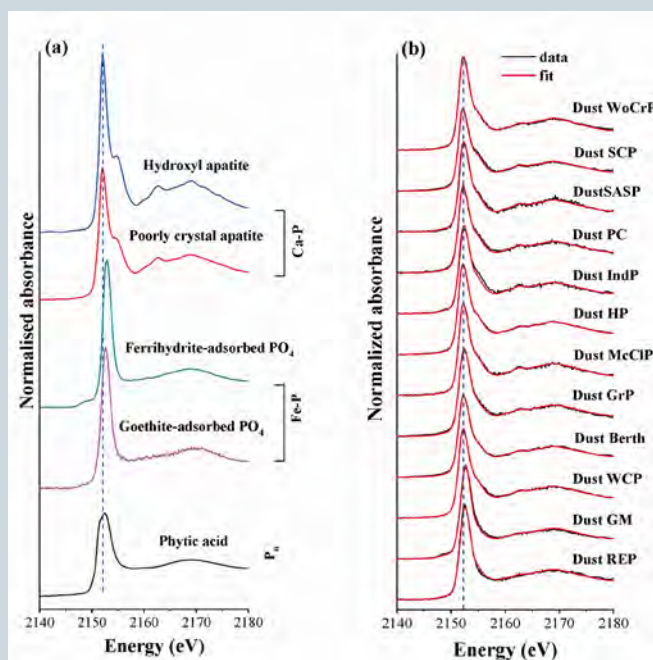 (a)
Hydroxyl apatite
Poorly crystal apatite
Ca-P
Ferrihydrite-adsorbed PO4
Goethite-adsorbed PO4
Fe-P
Phytic acid
Normalised absorbance
2140 2150 2160 2170 2180
Energy (eV)
(b)
data
fit
Dust WoCrP
Dust SCP
DustSASP
Dust PC
Dust IndP
Dust HP
Dust McClP
Dust GrP
Dust Berth
Dust WCP
Dust GM
Dust REP
Normalized absorbance
2140 2150 2160 2170 2180
Energy (eV)